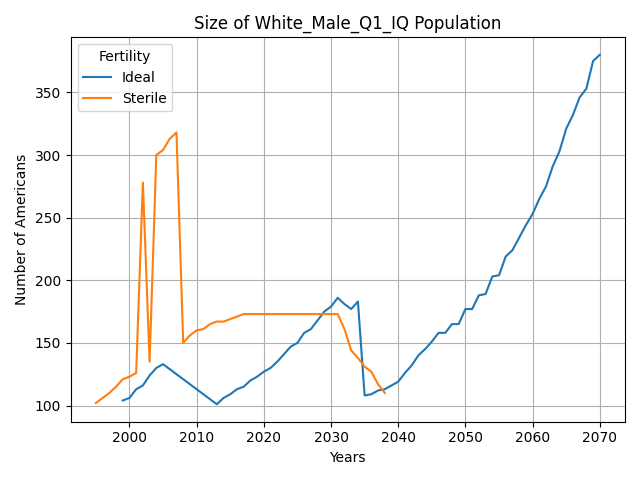 Size of White_Male_Q1_IQ Population
Fertility
Ideal
Sterile
Number of Americans
350
300
250
200
150
100
2000 2010 2020 2030 2040 2050 2060 2070
Years